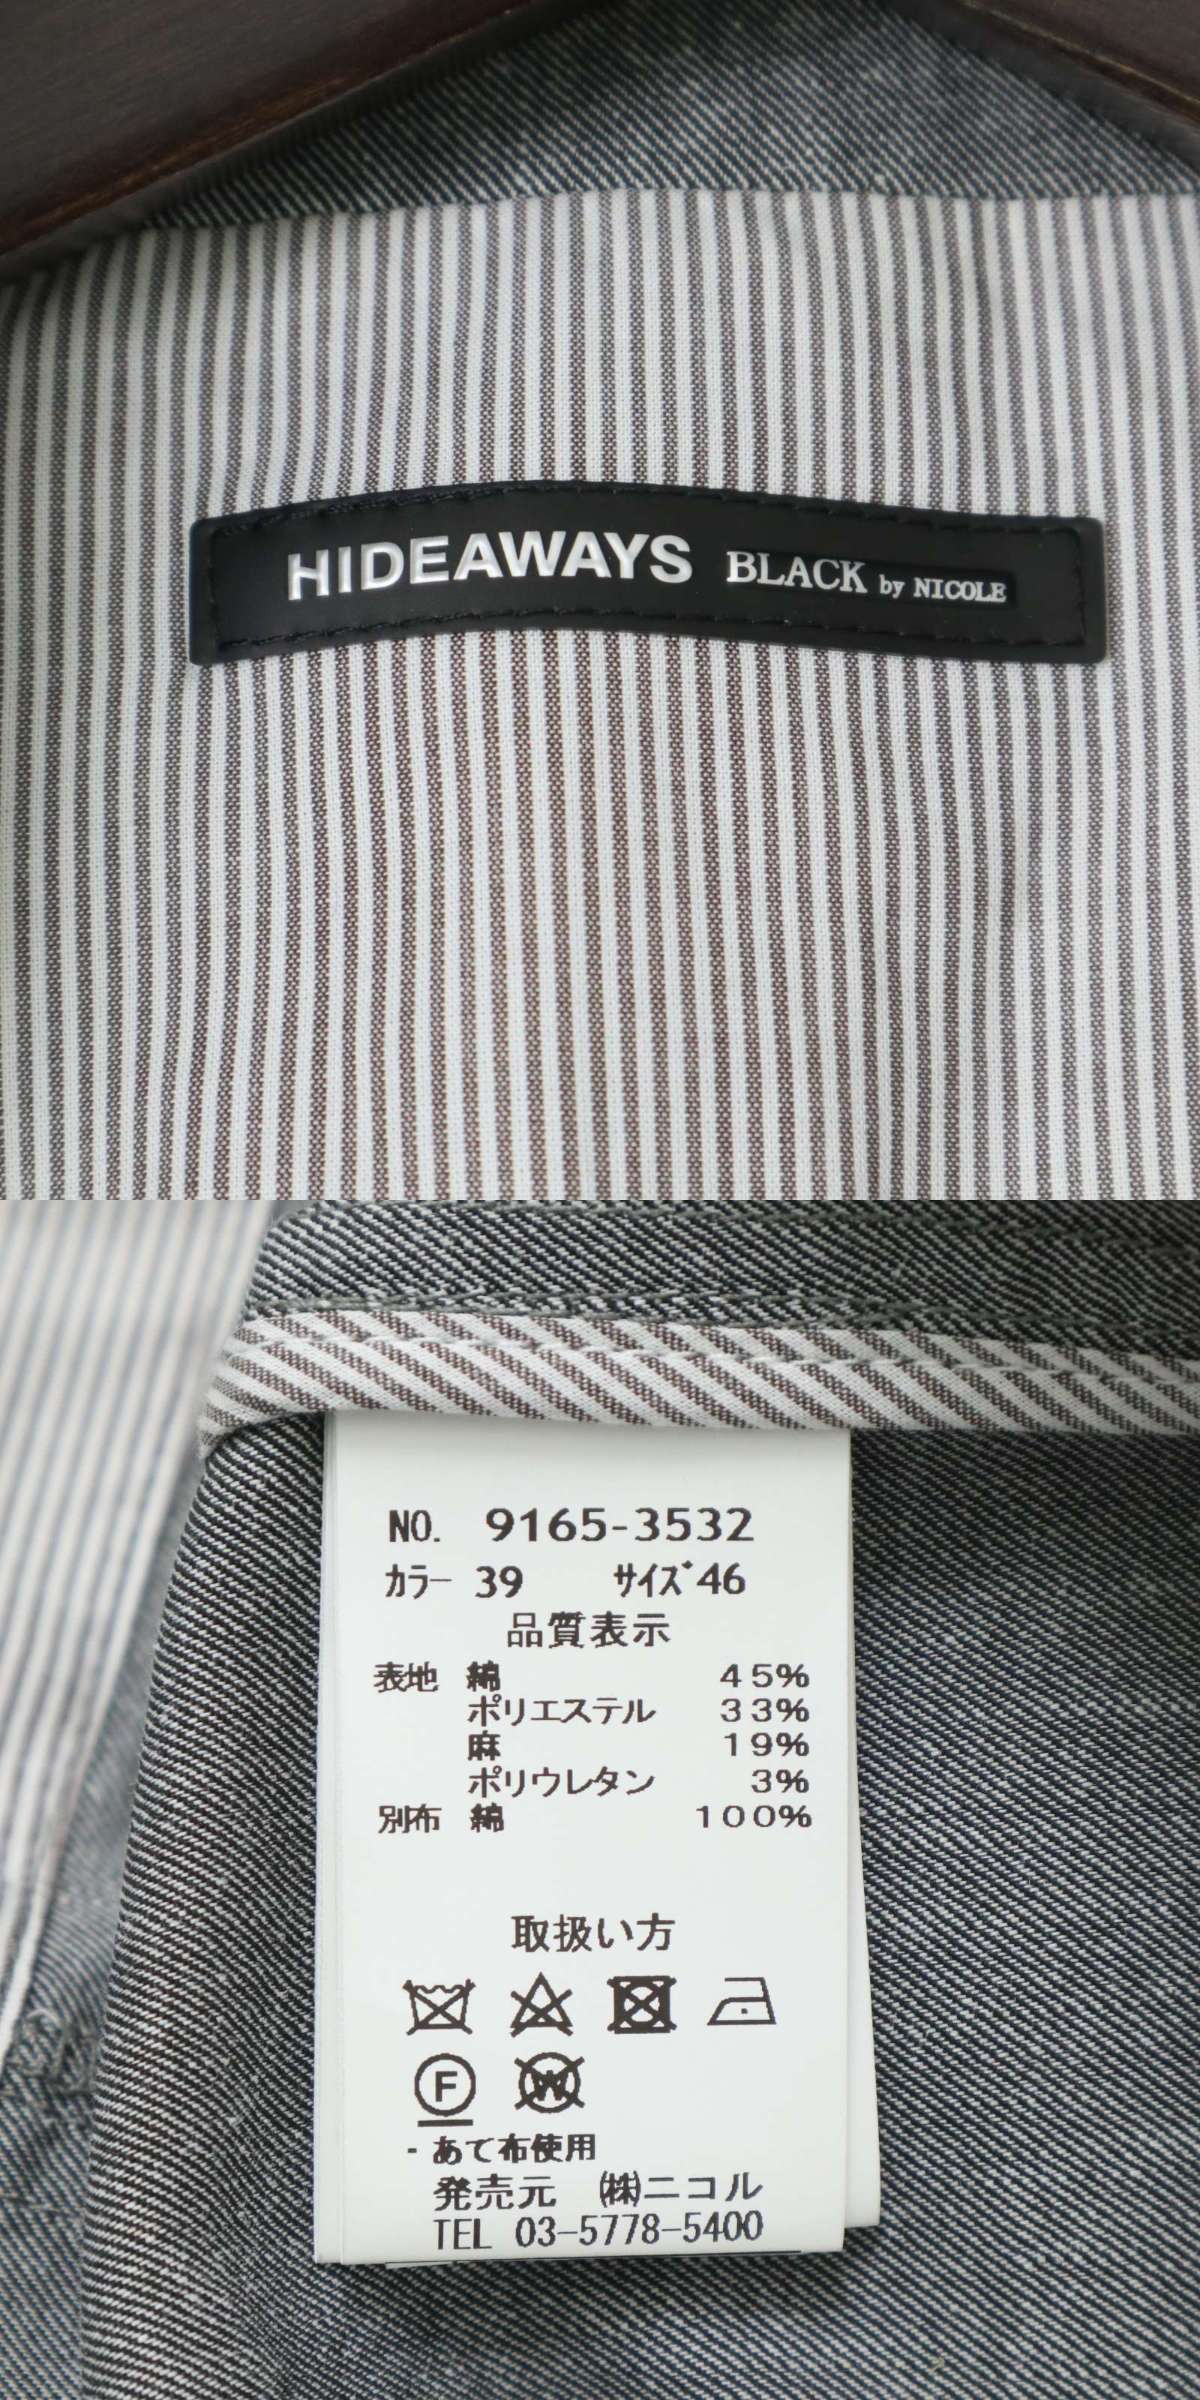 HIDEAWAYS BLACK by NICOLE
NO. 9165-3532
カラー 39 サイズ 46
品質表示
表地 綿 45%
ポリエステル 33%
麻 19%
ポリウレタン 3%
別布 綿 100%
取扱い方
F W
- あて布使用
発売元 ㈱ニコル
TEL 03-5778-5400